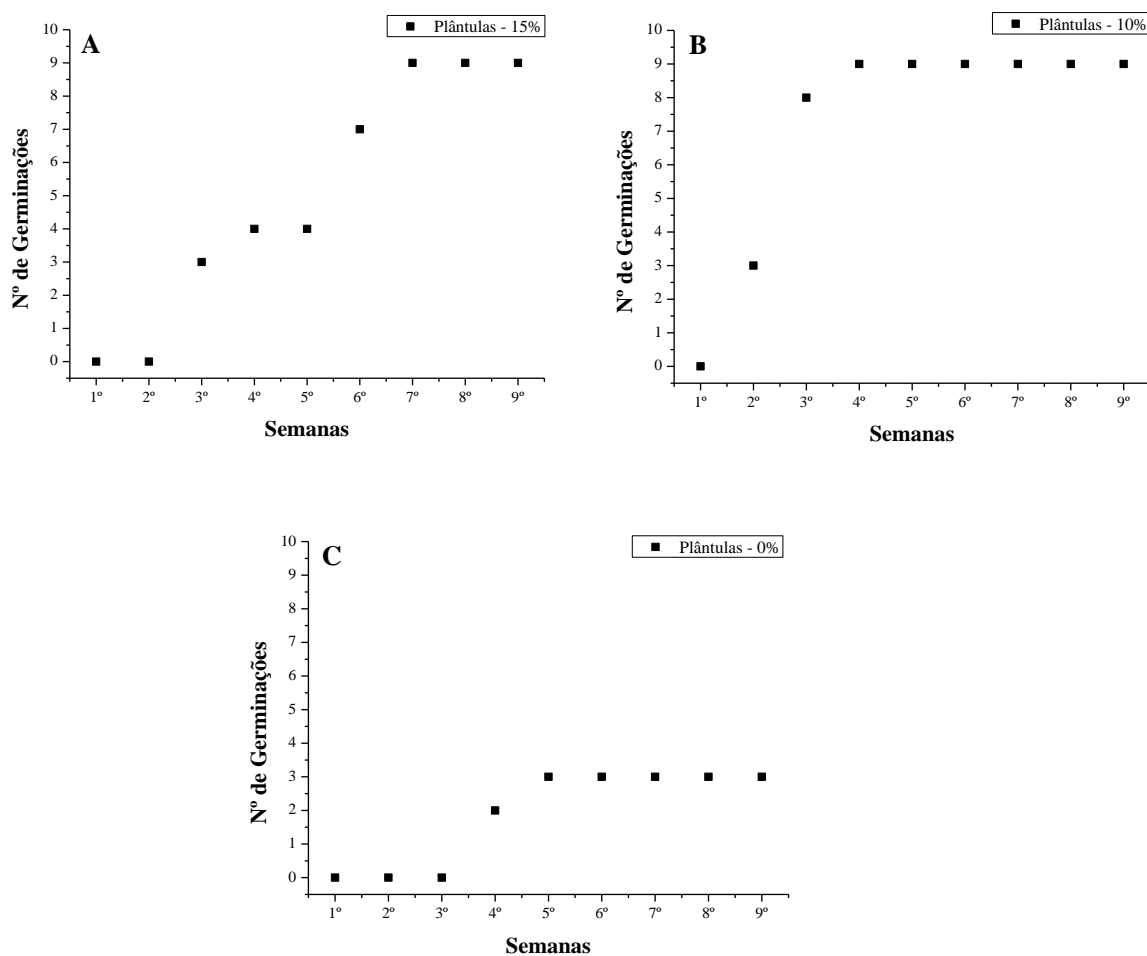 A
Plântulas - 15%
10
9
8
7
6
5
4
3
2
1
0
Nº de Germinações
1º 2º 3º 4º 5º 6º 7º 8º 9º
Semanas
B
Plântulas - 10%
10
9
8
7
6
5
4
3
2
1
0
Nº de Germinações
1º 2º 3º 4º 5º 6º 7º 8º 9º
Semanas
C
Plântulas - 0%
10
9
8
7
6
5
4
3
2
1
0
Nº de Germinações
1º 2º 3º 4º 5º 6º 7º 8º 9º
Semanas